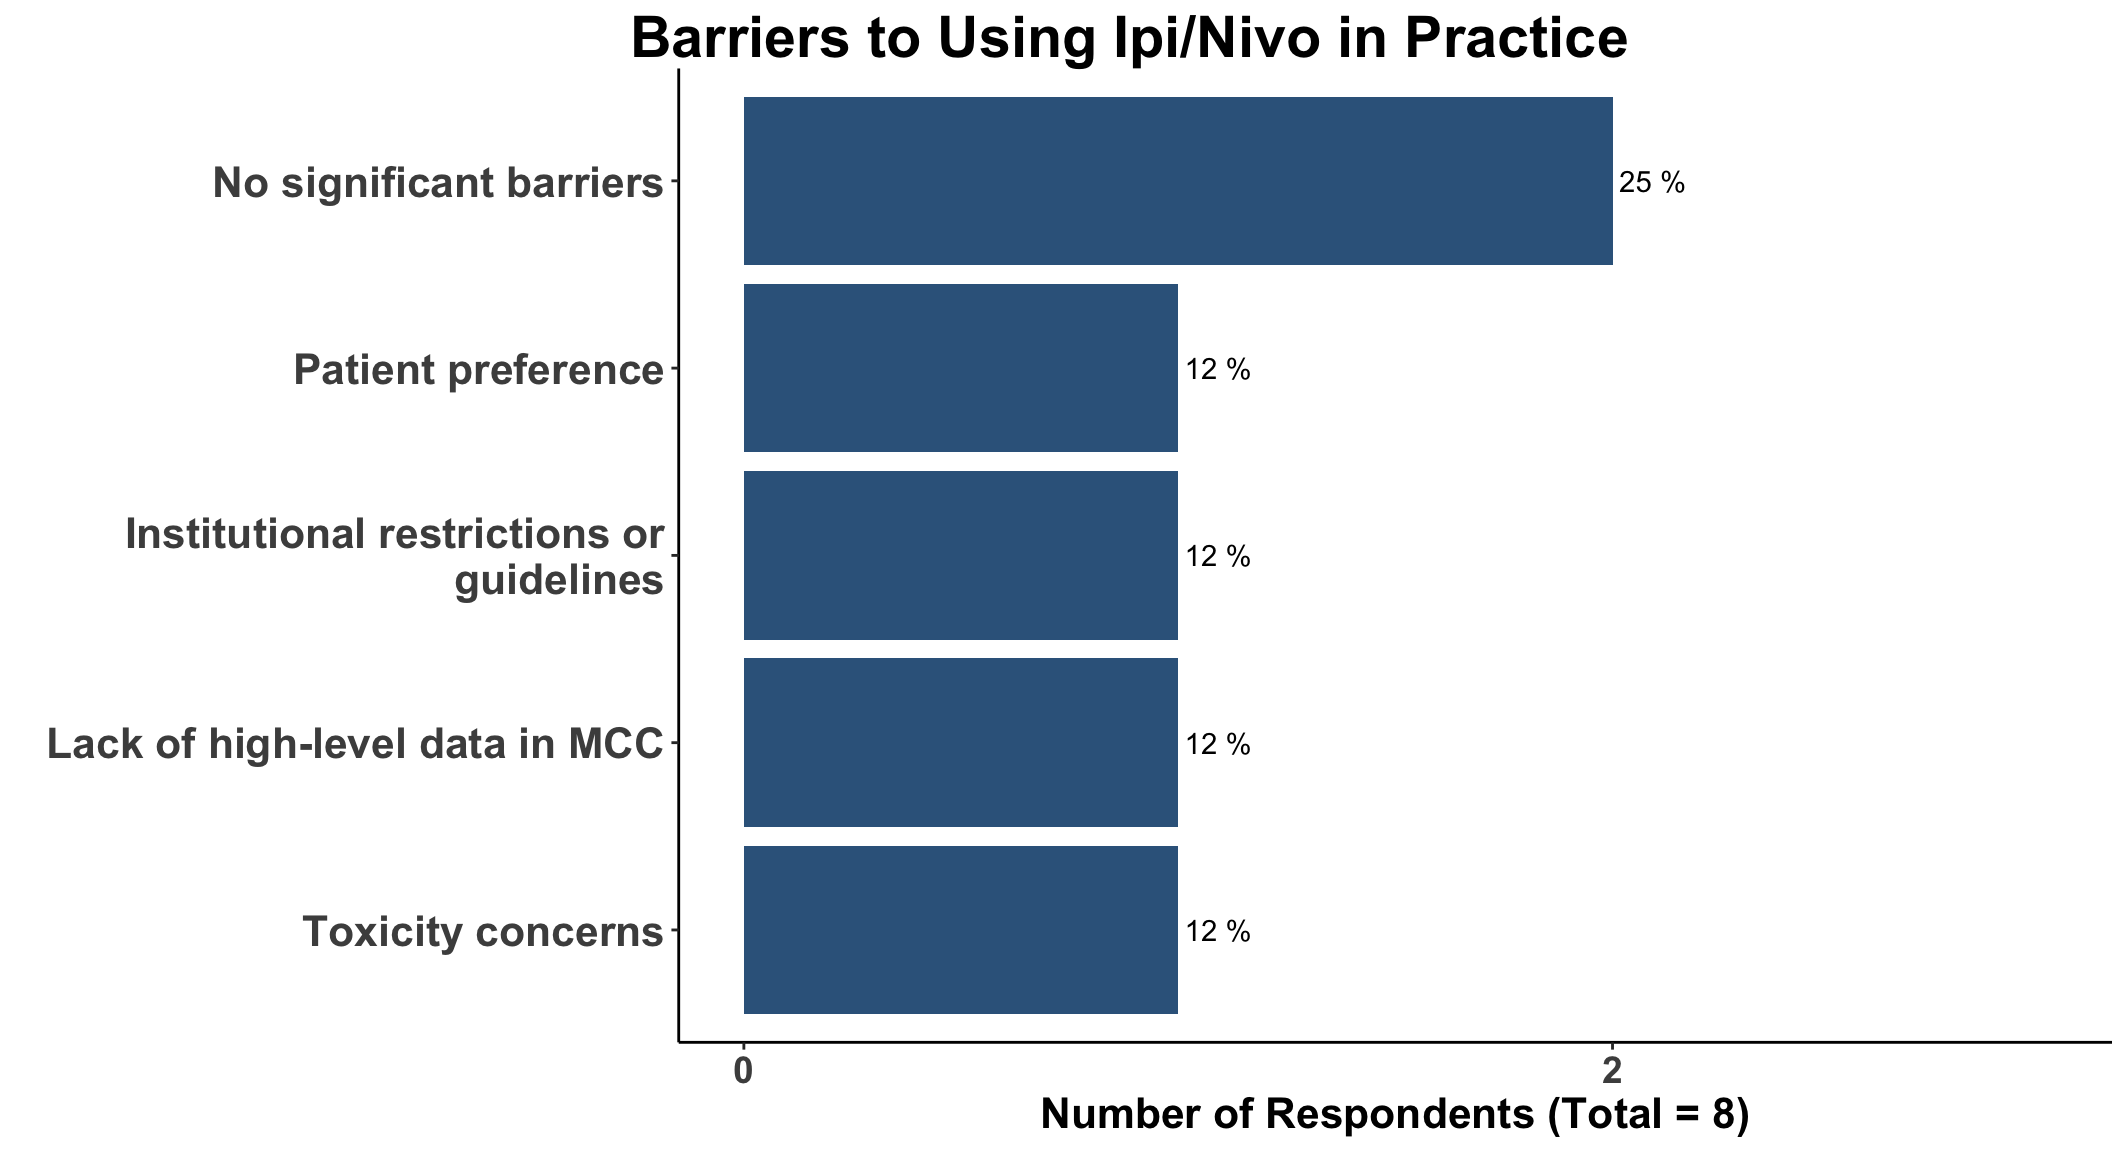 Barriers to Using Ipi/Nivo in Practice
No significant barriers
25 %
Patient preference
12 %
Institutional restrictions or
guidelines
12 %
Lack of high-level data in MCC
12 %
Toxicity concerns
12 %
0
2
Number of Respondents (Total = 8)